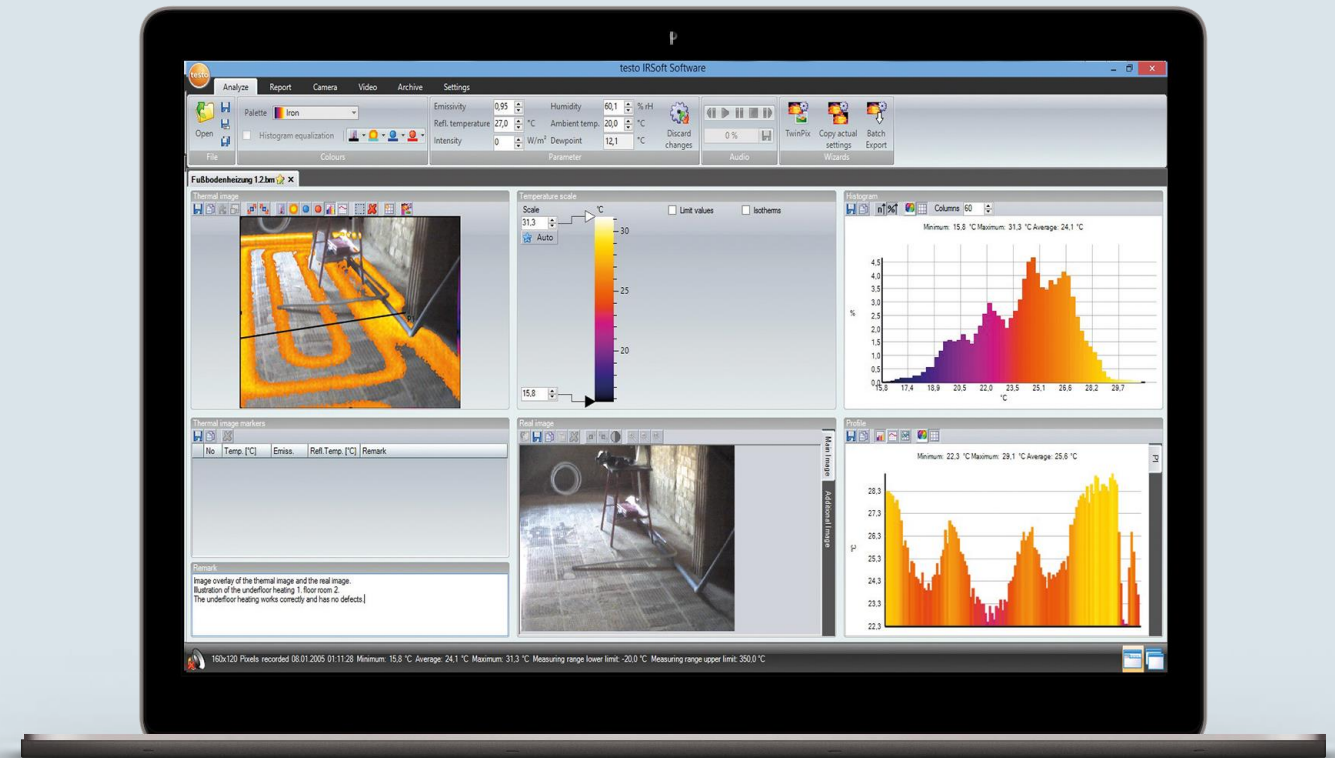 testo IRSoft Software
testo
Analyze Report Camera Video Archive Settings
Open
File
Palette Iron
Histogram equalization
Colours
Emissivity 0,95 Humidity 60,1 % rH
Refl. temperature 27,0 °C Ambient temp. 20,0 °C
Intensity 0 W/m² Dewpoint 12,1 °C
Discard
changes
Parameter
0 %
Audio
TwinPix Copy actual
settings
Batch
Export
Wizards
Fußbodenheizung 1.2.bmt
Thermal image
P1
Temperature scale
Scale °C
31,3
Auto
Limit values Isotherms
30
25
20
15,8
Histogram
n % Columns 60
Minimum: 15,8 °C Maximum: 31,3 °C Average: 24,1 °C
4,5
4,0
3,5
3,0
2,5
2,0
1,5
1,0
0,5
0,0
%
15,8 17,4 18,9 20,5 22,0 23,5 25,1 26,6 28,2 29,7
°C
Thermal image markers
No Temp. [°C] Emiss. Refl.Temp. [°C] Remark
Remark
Image overlay of the thermal image and the real image.
Illustration of the underfloor heating 1. floor room 2.
The underfloor heating works correctly and has no defects.
Real image
Main Image
Additional Image
Profile
P1
Minimum: 22,3 °C Maximum: 29,1 °C Average: 25,6 °C
28,3
27,3
26,3
25,3
24,3
23,3
22,3
°C
160x120 Pixels recorded 08.01.2005 01:11:28 Minimum: 15,8 °C Average: 24,1 °C Maximum: 31,3 °C Measuring range lower limit: -20,0 °C Measuring range upper limit: 350,0 °C